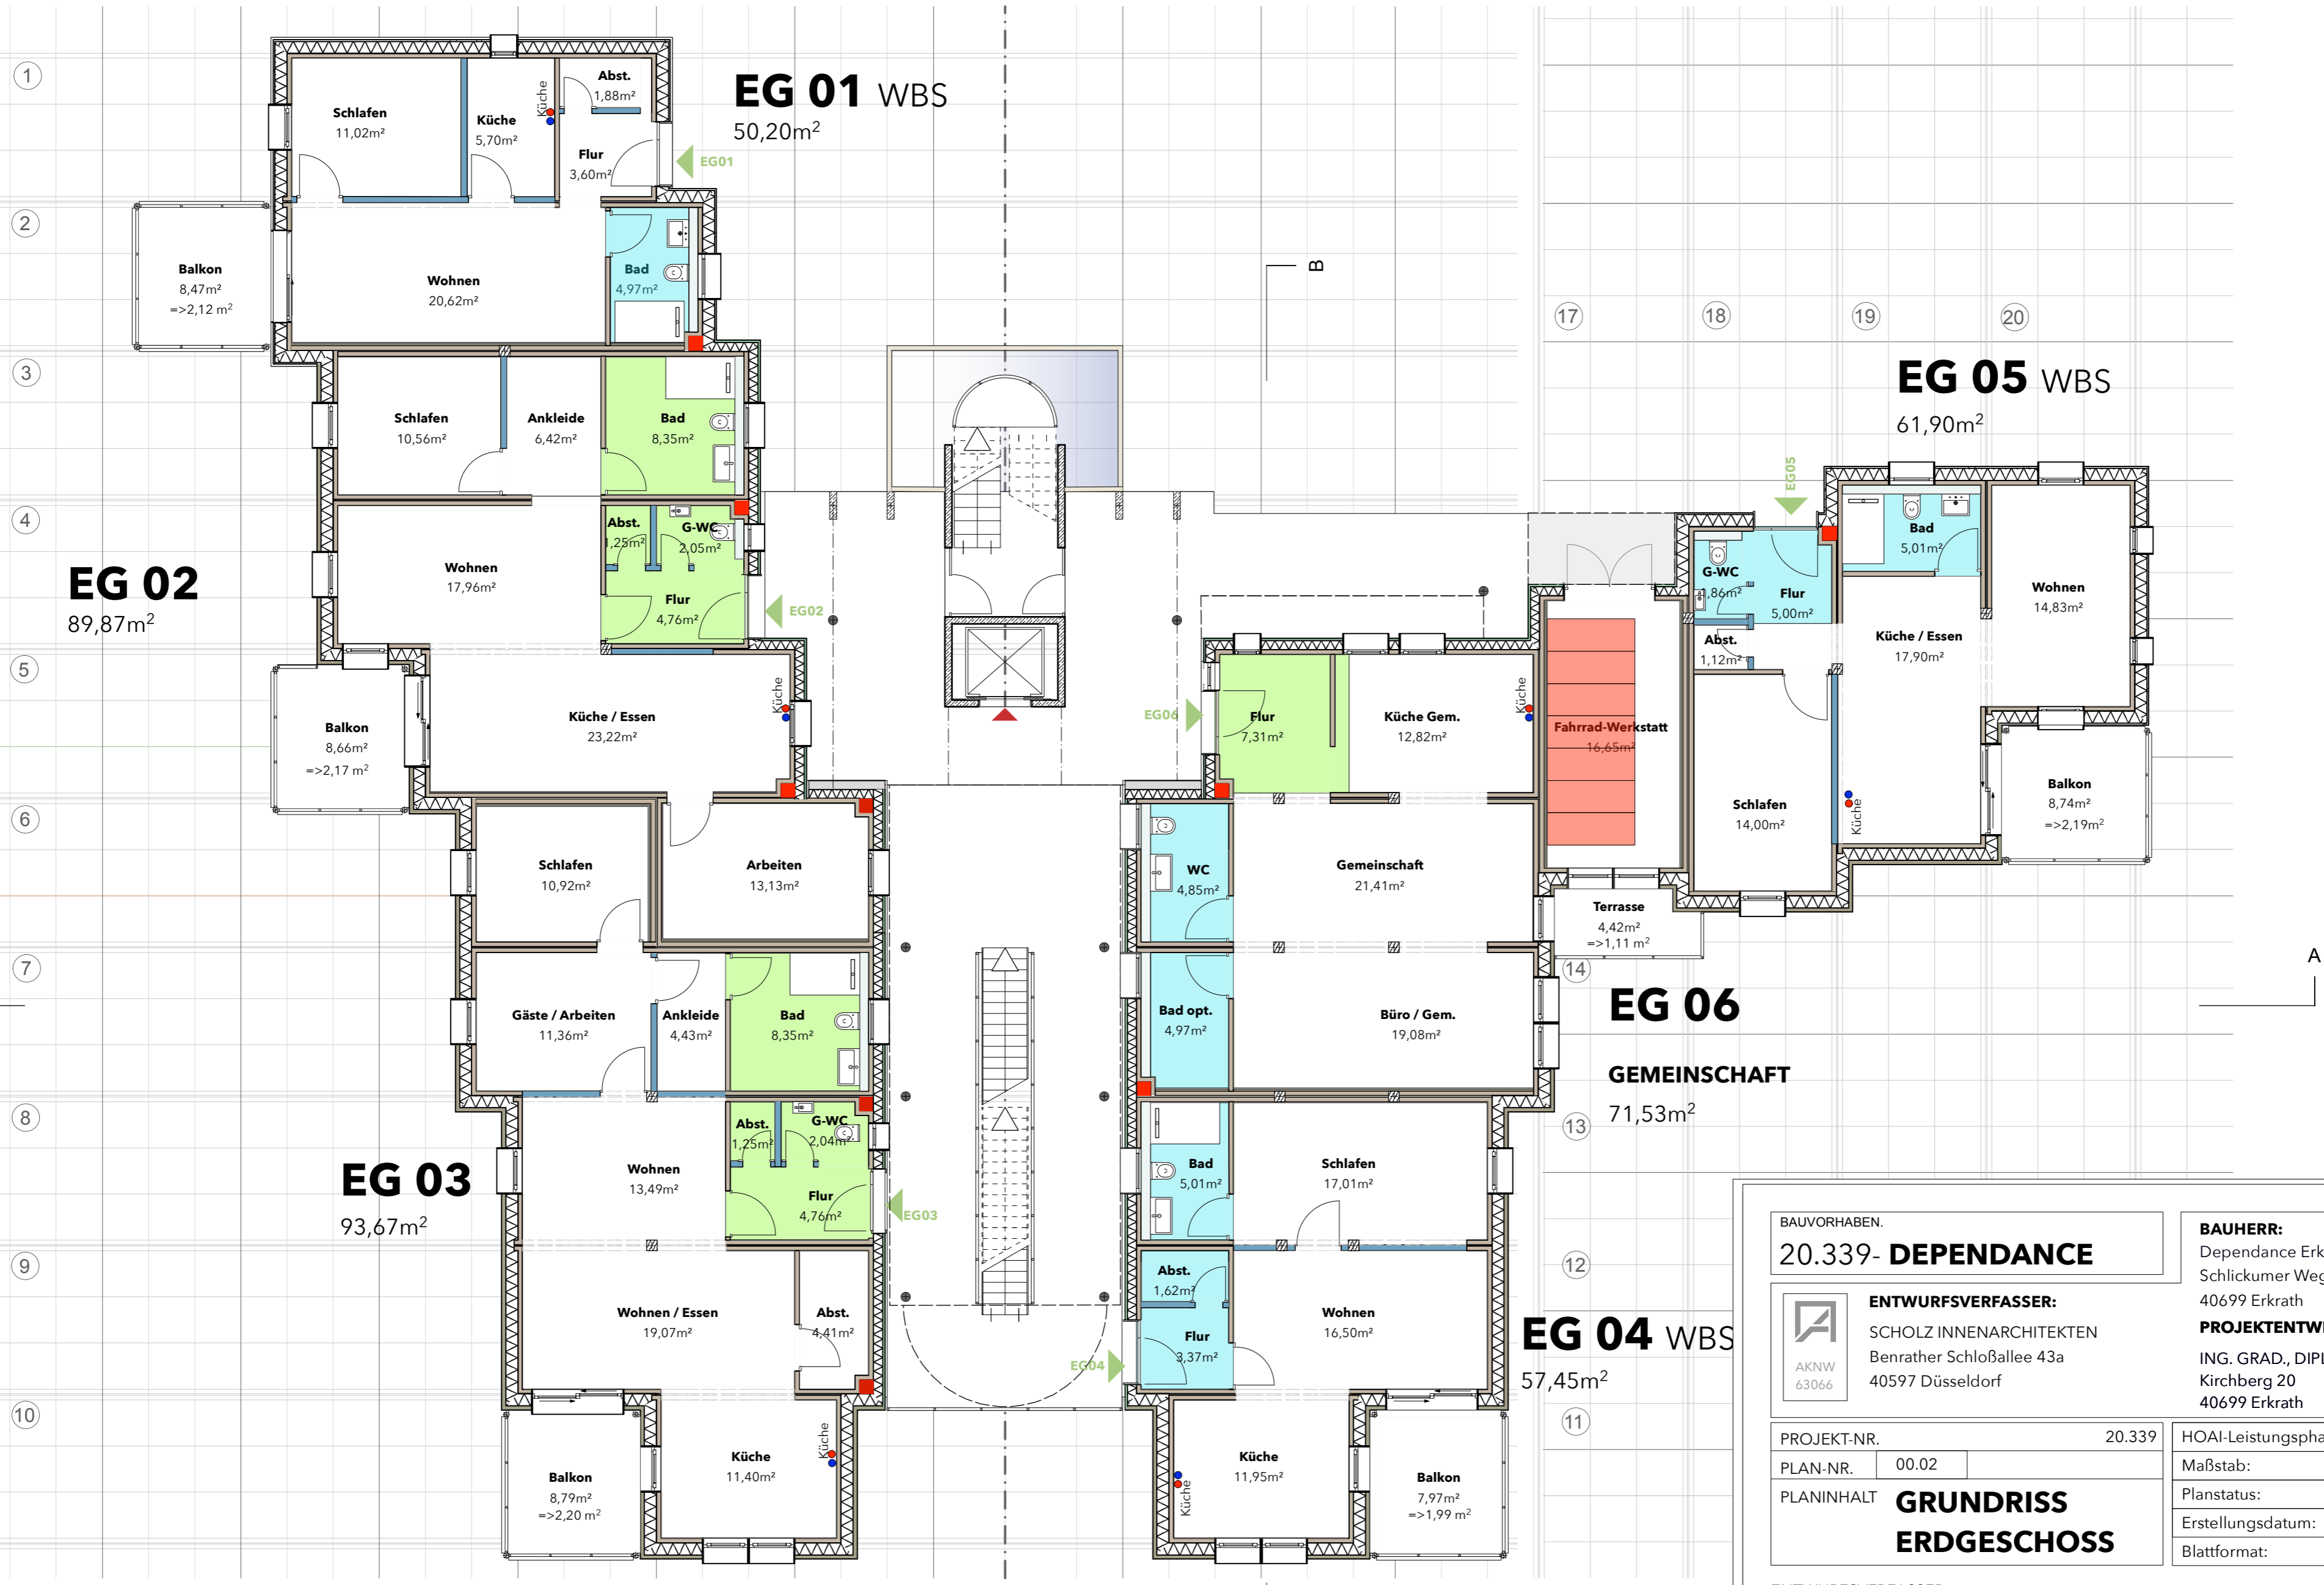 1
2
3
4
5
6
7
8
9
10
EG 01 WBS
50,20m²
EG01
Schlafen
11,02m²
Küche
5,70m²
Küche
Abst.
1,88m²
Flur
3,60m²
Balkon
8,47m²
=>2,12 m²
Wohnen
20,62m²
Bad
4,97m²
EG 02
89,87m²
EG02
Schlafen
10,56m²
Ankleide
6,42m²
Bad
8,35m²
Wohnen
17,96m²
Abst.
1,25m²
G-WC
2,05m²
Flur
4,76m²
Balkon
8,66m²
=>2,17 m²
Küche / Essen
23,22m²
Küche
Arbeiten
13,13m²
EG 03
93,67m²
EG03
Schlafen
10,92m²
Gäste / Arbeiten
11,36m²
Ankleide
4,43m²
Bad
8,35m²
Wohnen
13,49m²
Abst.
1,25m²
G-WC
2,04m²
Flur
4,76m²
Wohnen / Essen
19,07m²
Abst.
4,41m²
Balkon
8,79m²
=>2,20 m²
Küche
11,40m²
Küche
B
17
18
19
20
EG 05 WBS
61,90m²
EG05
G-WC
,86m²
Flur
5,00m²
Abst.
1,12m²
Bad
5,01m²
Wohnen
14,83m²
Küche / Essen
17,90m²
Schlafen
14,00m²
Küche
Balkon
8,74m²
=>2,19m²
EG06
Flur
7,31m²
Küche Gem.
12,82m²
Küche
Fahrrad-Werkstatt
16,65m²
WC
4,85m²
Gemeinschaft
21,41m²
Terrasse
4,42m²
=>1,11 m²
Bad opt.
4,97m²
Büro / Gem.
19,08m²
14
A
EG 06
GEMEINSCHAFT
71,53m²
13
12
11
EG 04 WBS
57,45m²
EG04
Bad
5,01m²
Schlafen
17,01m²
Abst.
1,62m²
Flur
3,37m²
Wohnen
16,50m²
Küche
11,95m²
Küche
Balkon
7,97m²
=>1,99 m²
BAUVORHABEN.
20.339- DEPENDANCE
AKNW
63066
ENTWURFSVERFASSER:
SCHOLZ INNENARCHITEKTEN
Benrather Schloßallee 43a
40597 Düsseldorf
BAUHERR:
Dependance Erk
Schlickumer Weg
40699 Erkrath
PROJEKTENTW
ING. GRAD., DIPL
Kirchberg 20
40699 Erkrath
PROJEKT-NR. 20.339
PLAN-NR. 00.02
PLANINHALT GRUNDRISS
ERDGESCHOSS
HOAI-Leistungspha
Maßstab:
Planstatus:
Erstellungsdatum:
Blattformat: